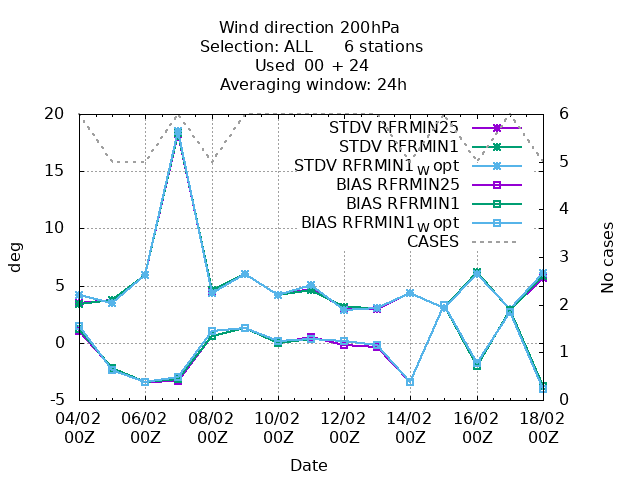 Wind direction 200hPa
Selection: ALL 6 stations
Used 00 + 24
Averaging window: 24h
20
15
10
5
0
-5
deg
6
5
4
3
2
1
0
No cases
STDV RFRMIN25
STDV RFRMIN1
STDV RFRMIN1w opt
BIAS RFRMIN25
BIAS RFRMIN1
BIAS RFRMIN1w opt
CASES
04/02 06/02 08/02 10/02 12/02 14/02 16/02 18/02
00Z 00Z 00Z 00Z 00Z 00Z 00Z 00Z
Date